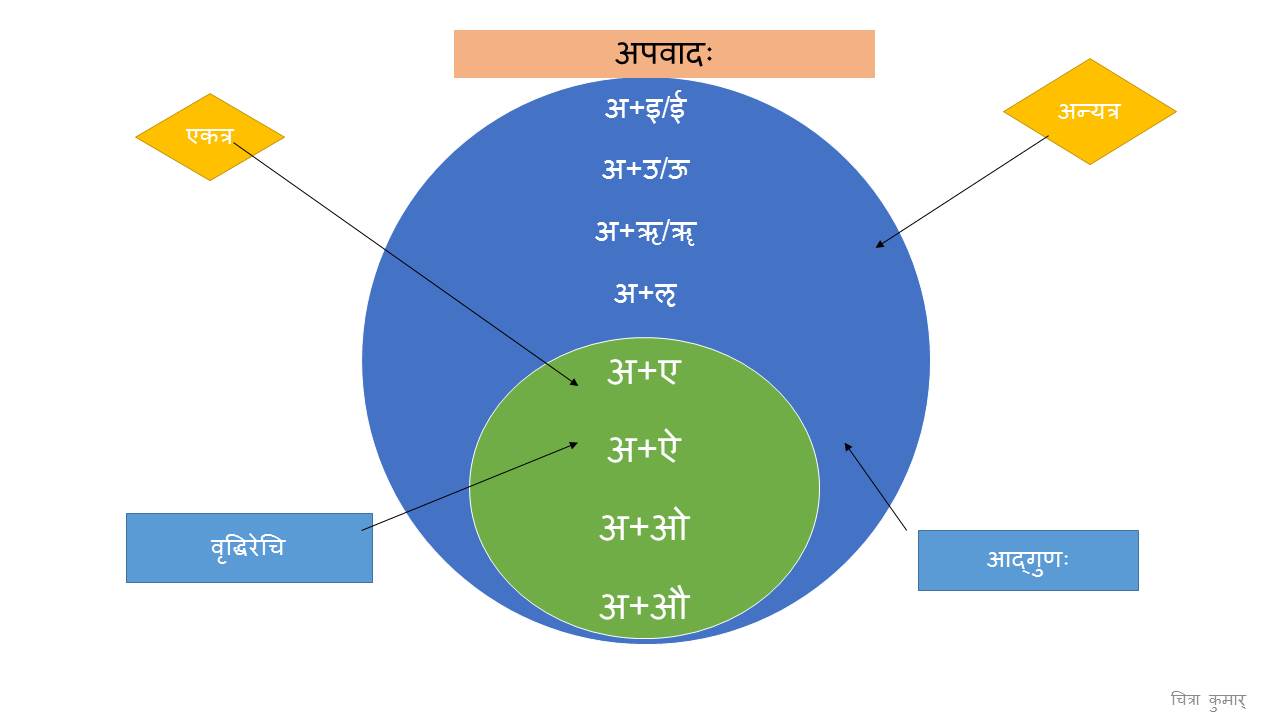 अपवादः
एकत्र
अन्यत्र
अ+इ/ई
अ+उ/ऊ
अ+ऋ/ॠ
अ+ऌ
अ+ए
अ+ऐ
अ+ओ
अ+औ
वृद्धिरेचि
आद्‌गुणः
चित्रा कुमार्